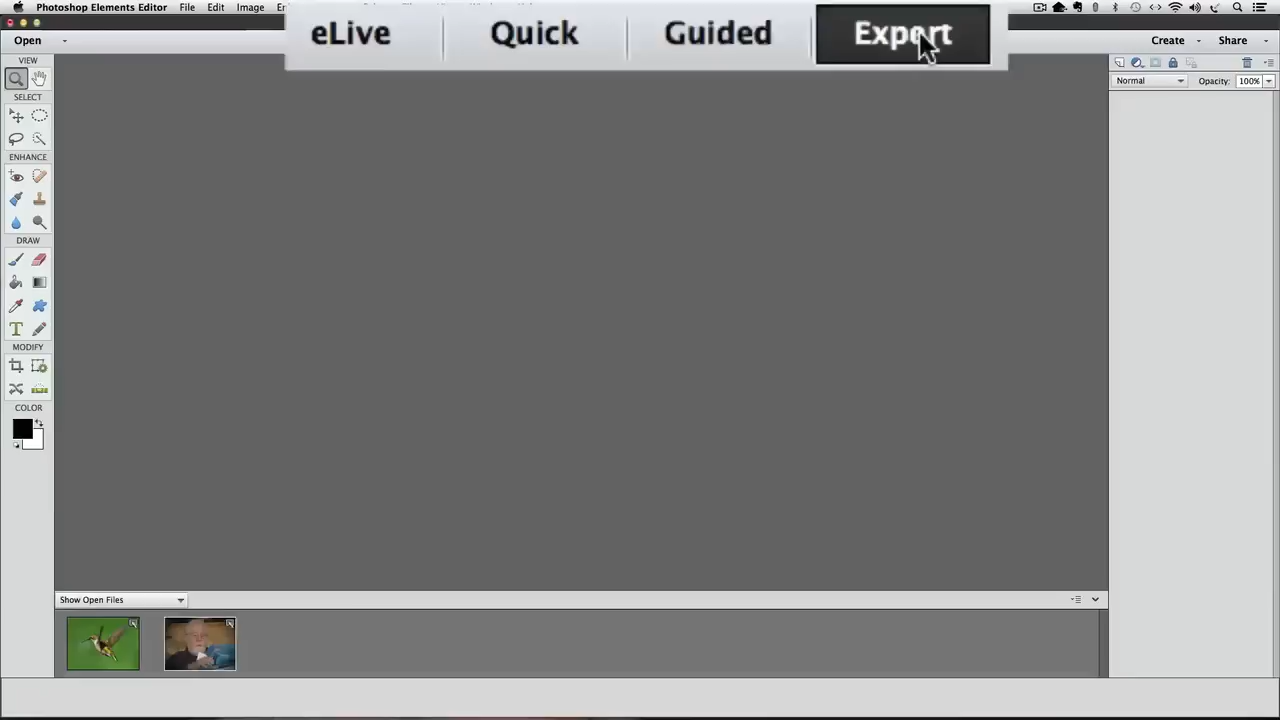 Photoshop Elements Editor File Edit Image
eLive Quick Guided Expert
Open Create Share
VIEW
Normal Opacity: 100%
SELECT
ENHANCE
DRAW
T
MODIFY
COLOR
Show Open Files